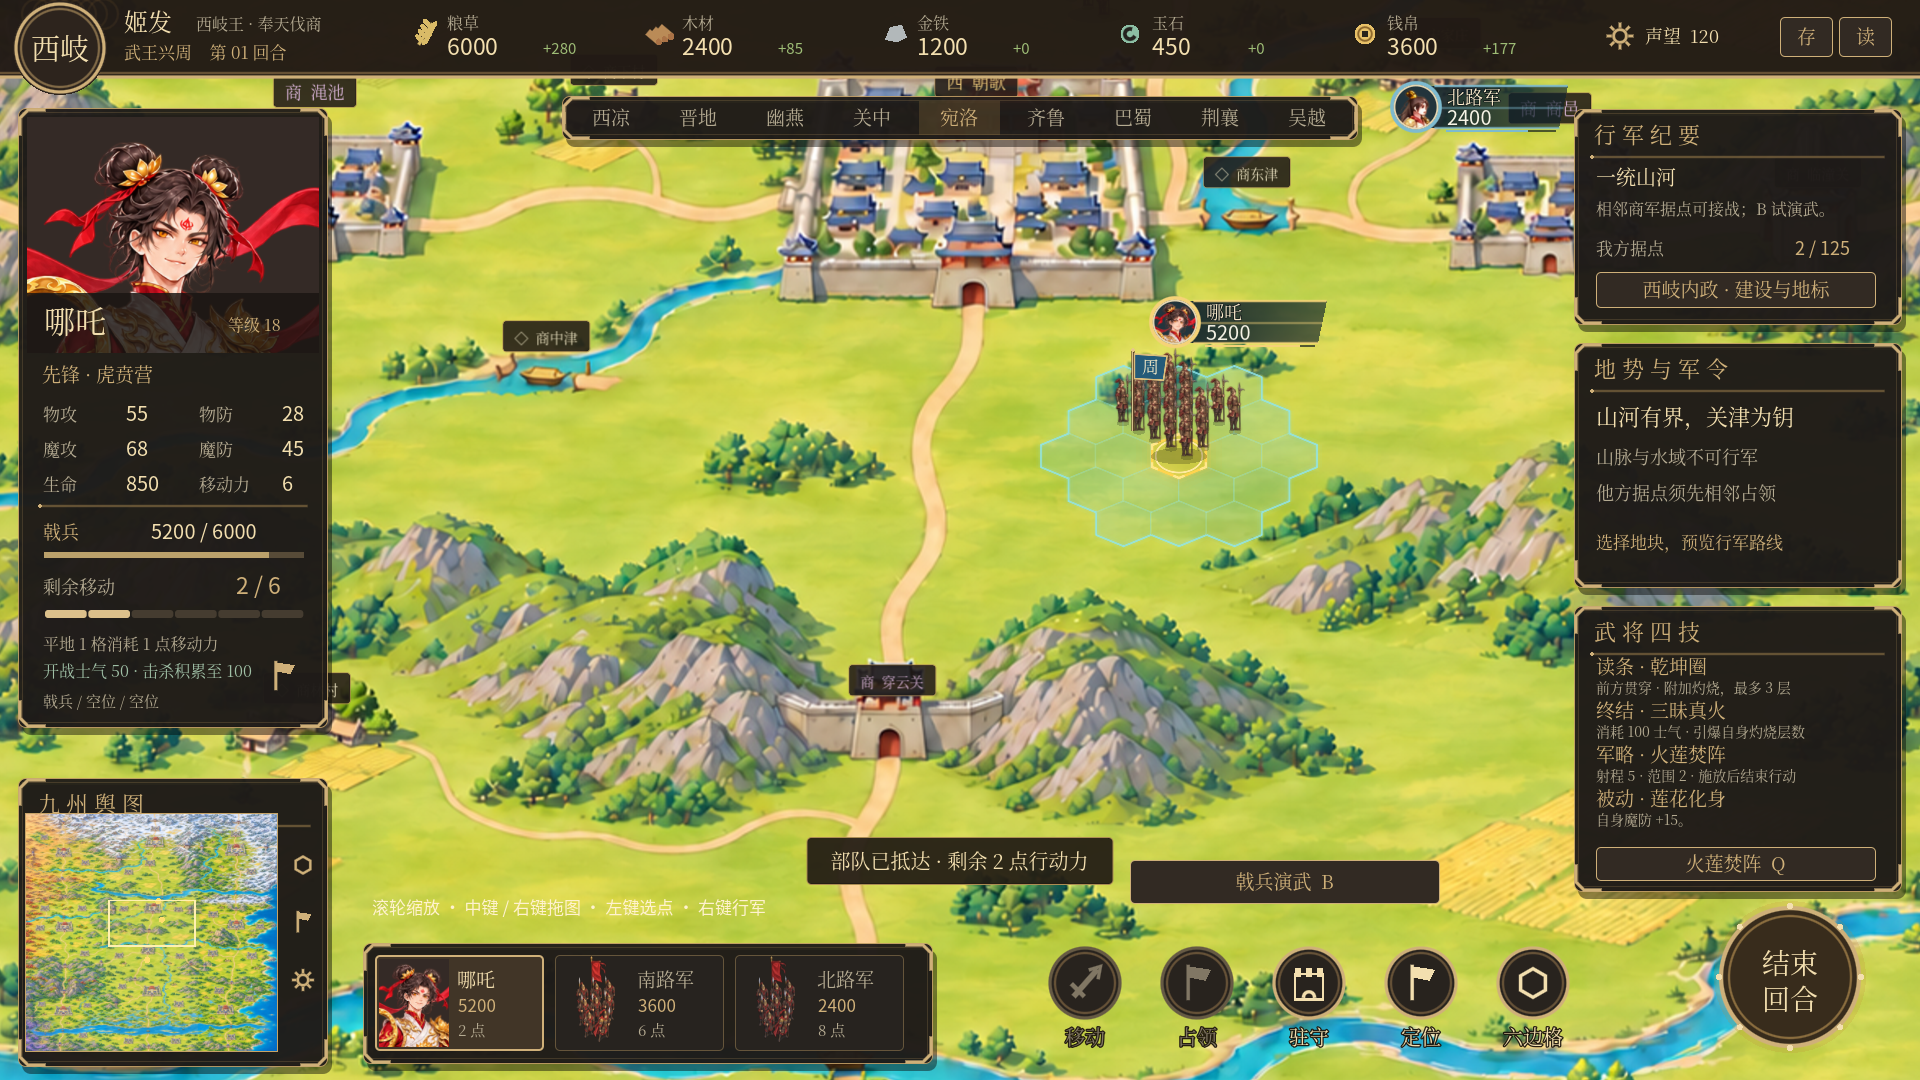 西岐
姬发 西岐王 · 奉天伐商
武王兴周 第 01 回合
粮草 6000 +280
木材 2400 +85
金铁 1200 +0
玉石 450 +0
钱帛 3600 +177
声望 120
存 读
商 渑池
朝歌
西凉 晋地 幽燕 关中 宛洛 齐鲁 巴蜀 荆襄 吴越
北路军
2400
商 商邑
商东津
商中津
哪吒
5200
周
商 穿云关
哪吒 等级 18
先锋 · 虎贲营
物攻 55 物防 28
魔攻 68 魔防 45
生命 850 移动力 6
戟兵 5200 / 6000
剩余移动 2 / 6
平地 1 格消耗 1 点移动力
开战士气 50 · 击杀积累至 100
戟兵 / 空位 / 空位
村
九州舆图
行军纪要
一统山河
相邻商军据点可接战；B 试演武。
我方据点 2 / 125
西岐内政 · 建设与地标
地势与军令
山河有界，关津为钥
山脉与水域不可行军
他方据点须先相邻占领
选择地块，预览行军路线
武将四技
读条 · 乾坤圈
前方贯穿 · 附加灼烧，最多 3 层
终结 · 三昧真火
消耗 100 士气 · 引爆自身灼烧层数
军略 · 火莲焚阵
射程 5 · 范围 2 · 施放后结束行动
被动 · 莲花化身
自身魔防 +15。
火莲焚阵 Q
部队已抵达 · 剩余 2 点行动力
戟兵演武 B
滚轮缩放 · 中键 / 右键拖图 · 左键选点 · 右键行军
哪吒
5200
2 点
南路军
3600
6 点
北路军
2400
8 点
移动 占领 驻守 定位 六边格
结束
回合